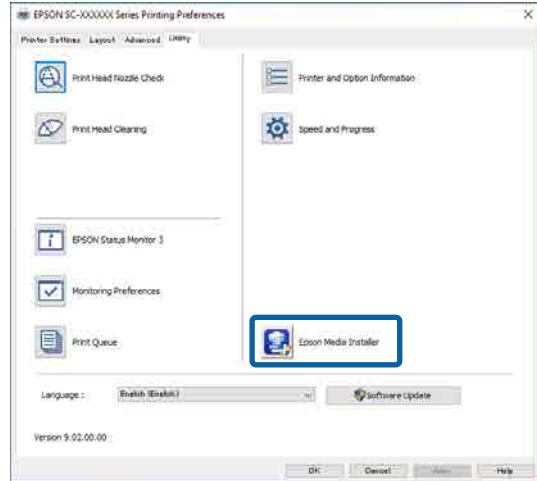 EPSON SC-XXXXXX Series Printing Preferences
Printer Settings Layout Advanced Utility
Print Head Nozzle Check
Printer and Option Information
Print Head Cleaning
Speed and Progress
EPSON Status Monitor 3
Monitoring Preferences
Print Queue
Epson Media Installer
Language : English (English) Software Update
Version 9.02.00.00
OK Cancel Apply Help